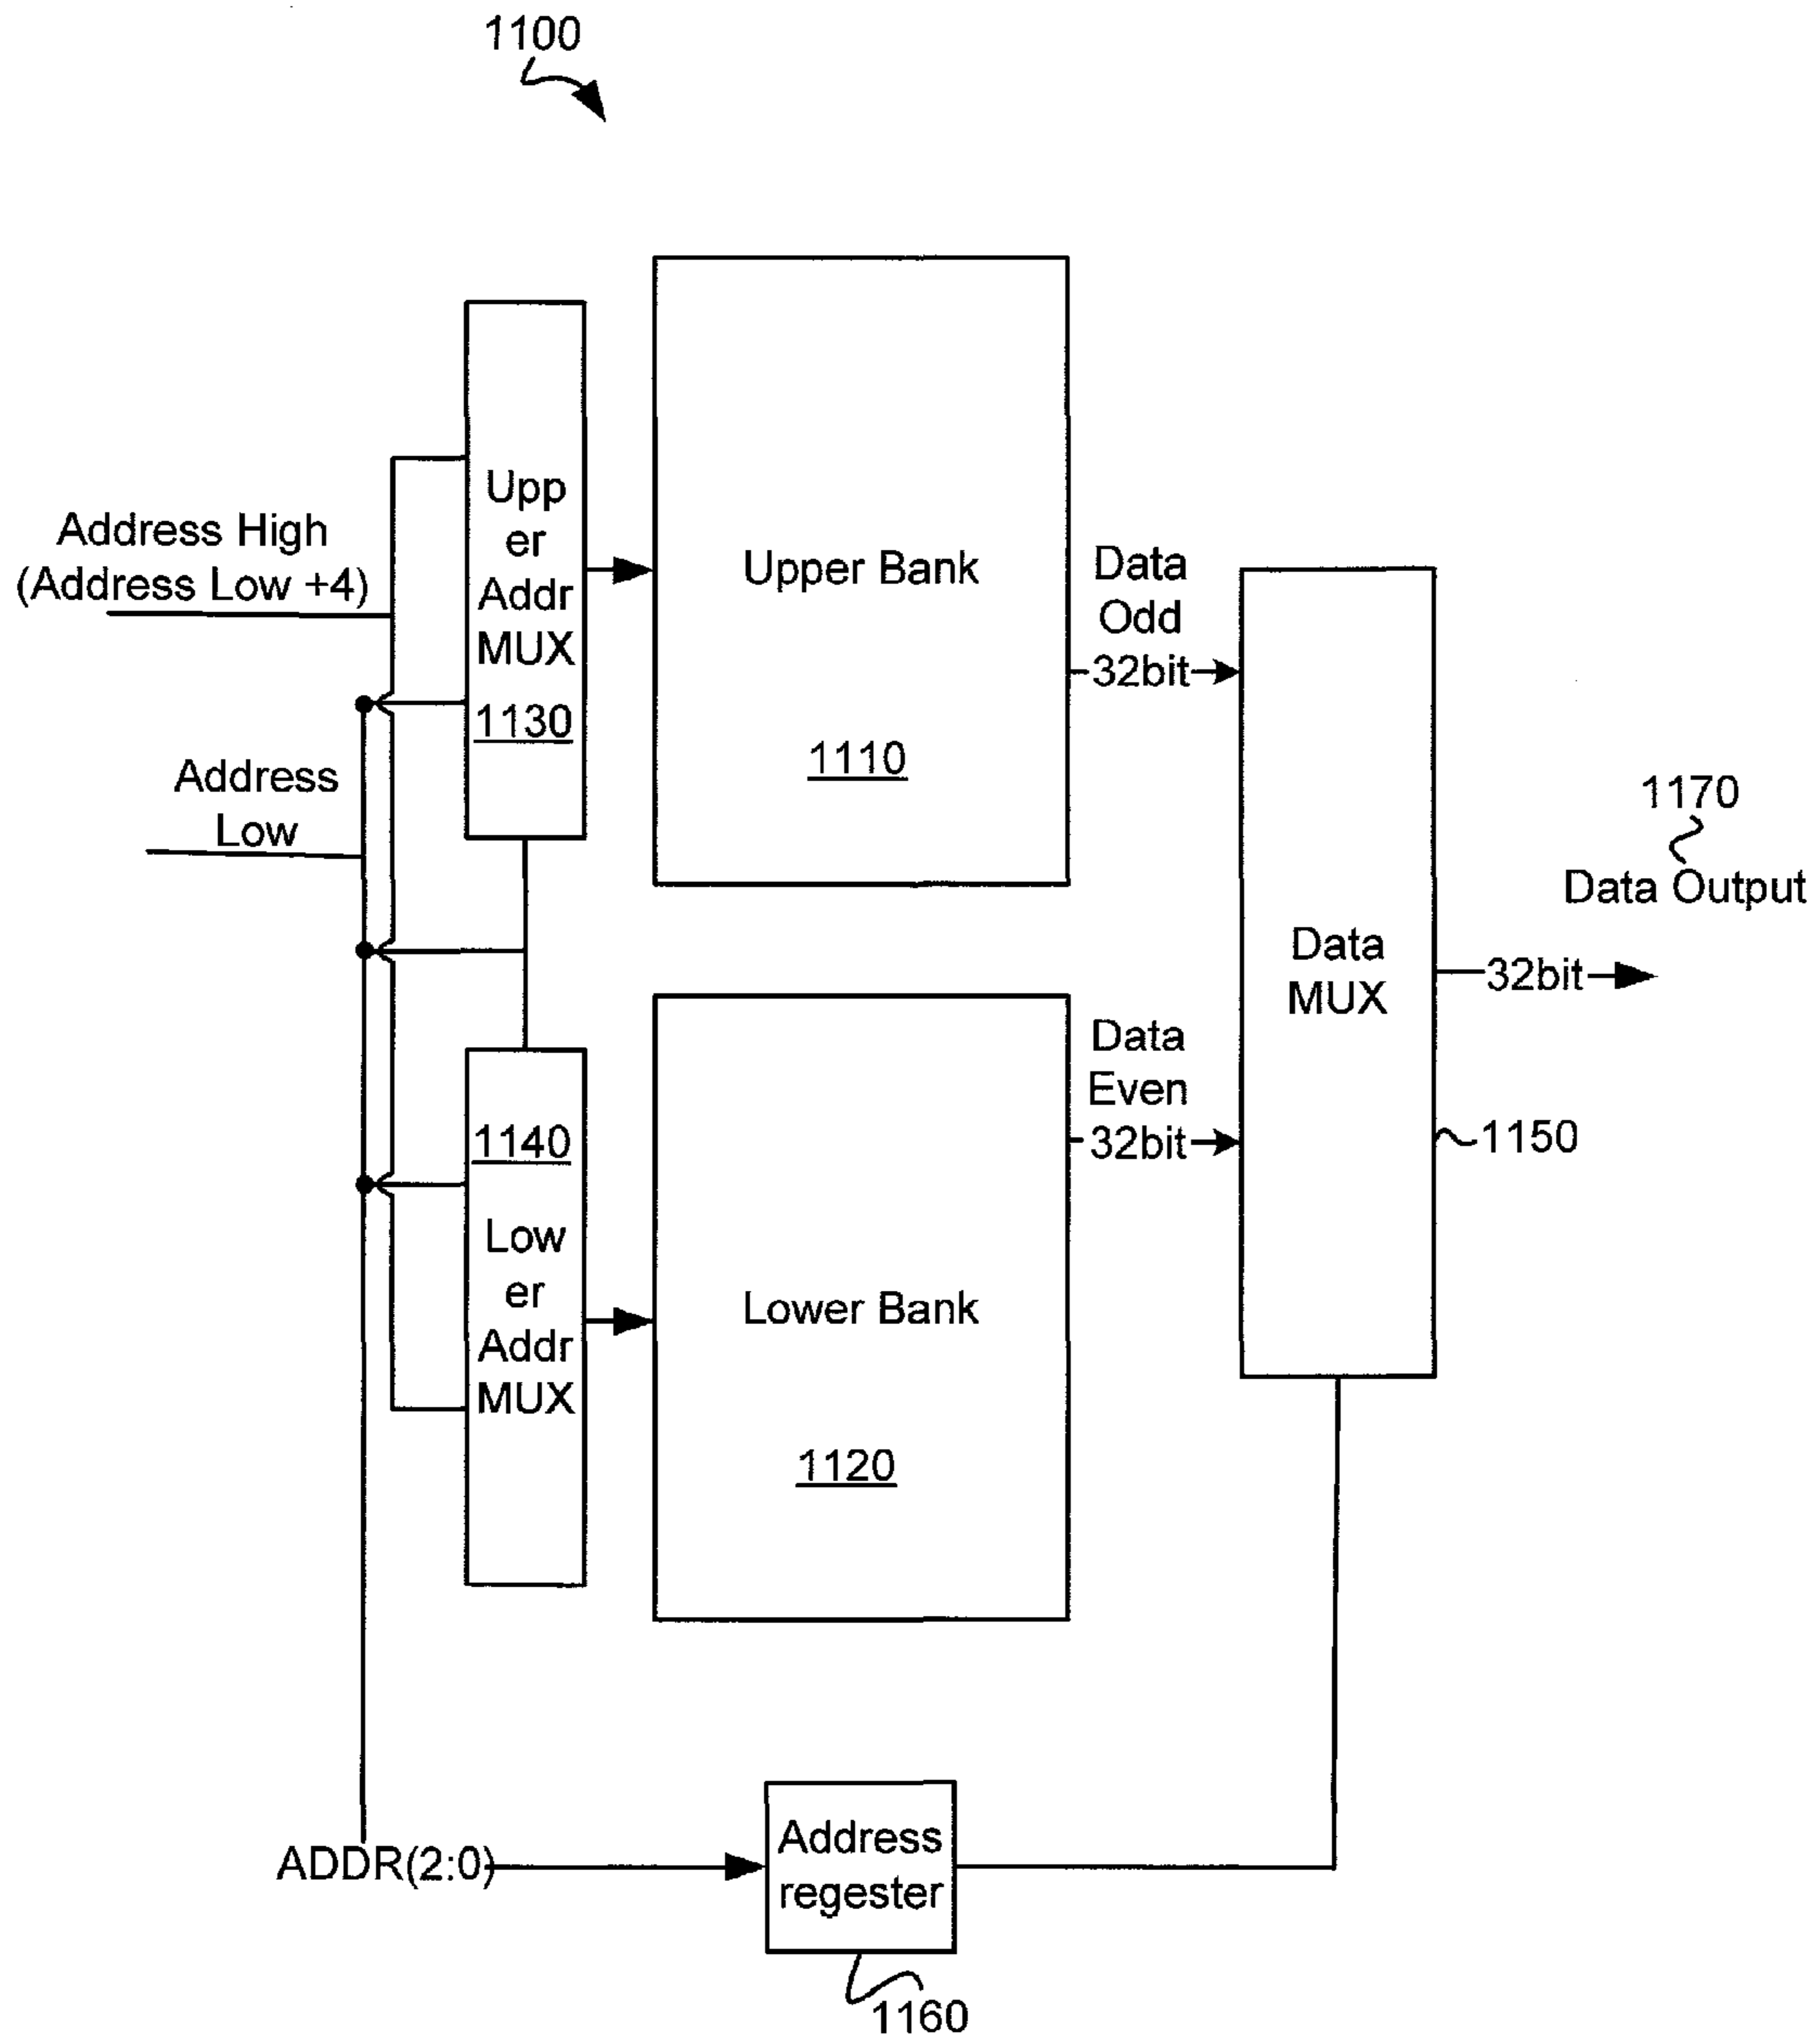 1100
Address High
(Address Low +4)
Address
Low
Upp
er
Addr
MUX
1130
Upper Bank
1110
Data
Odd
32bit
1170
Data Output
Data
MUX
32bit
1140
Low
er
Addr
MUX
Lower Bank
1120
Data
Even
32bit
1150
ADDR(2:0)
Address
regester
1160